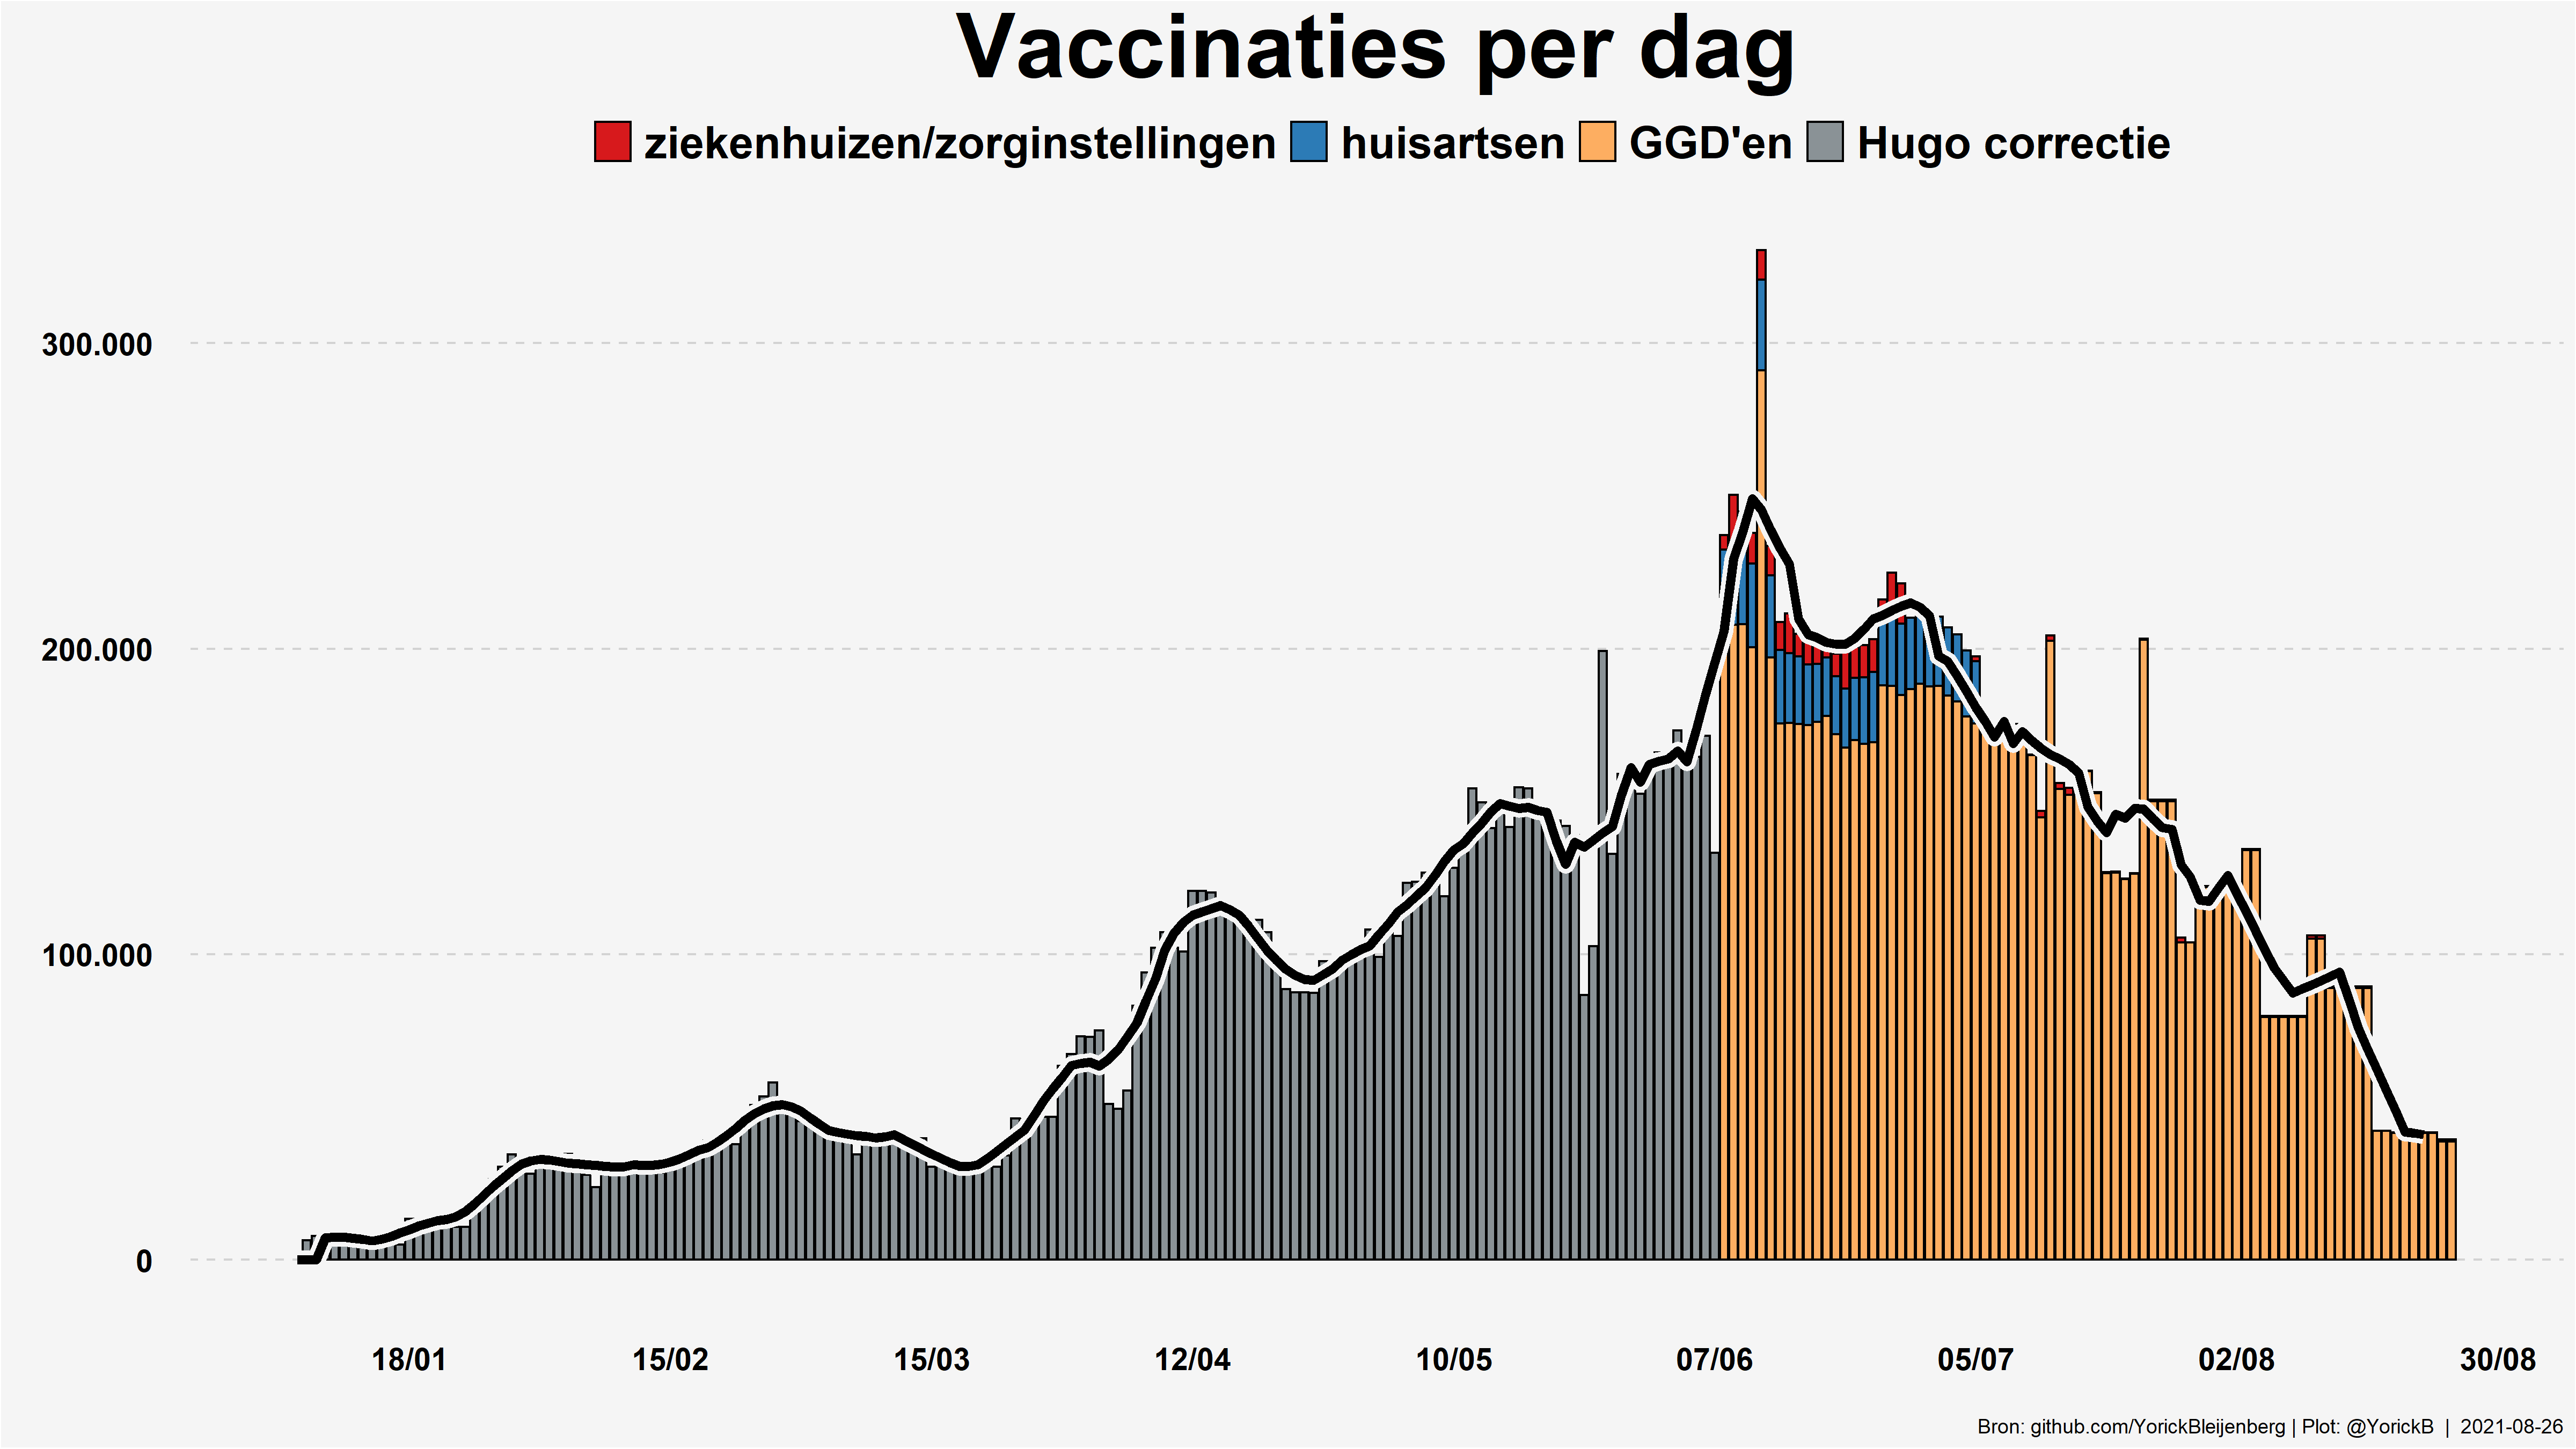 Vaccinaties per dag
ziekenhuizen/zorginstellingen huisartsen GGD'en Hugo correctie
300.000
200.000
100.000
0
18/01 15/02 15/03 12/04 10/05 07/06 05/07 02/08 30/08
Bron: github.com/YorickBleijenberg | Plot: @YorickB | 2021-08-26